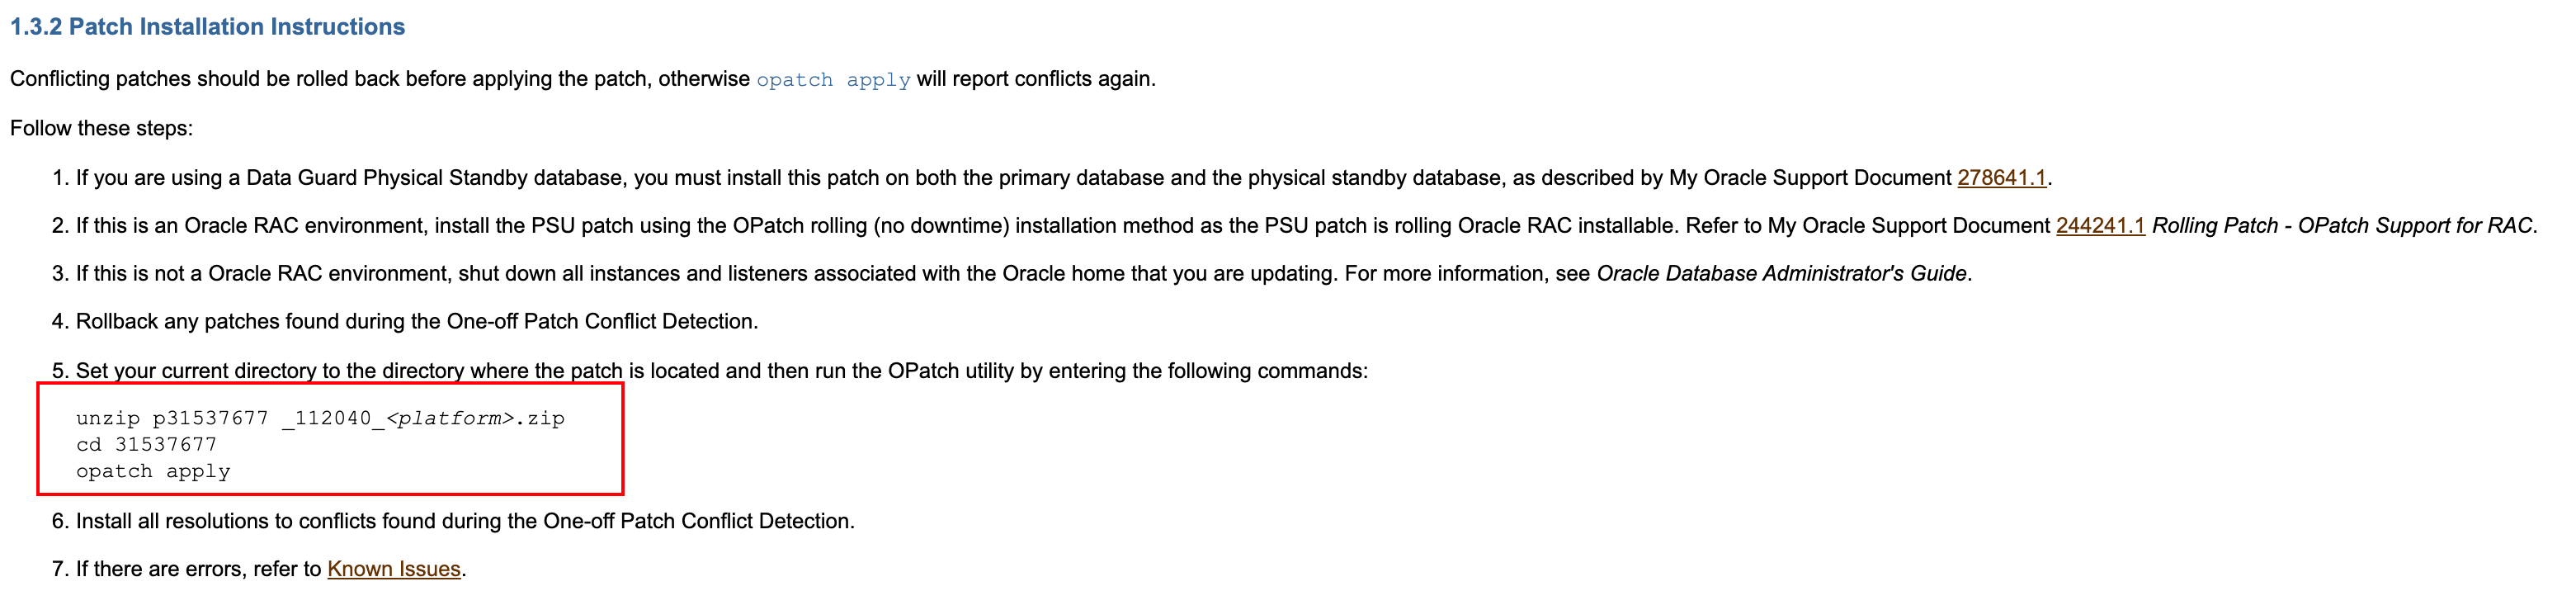 1.3.2 Patch Installation Instructions
Conflicting patches should be rolled back before applying the patch, otherwise opatch apply will report conflicts again.
Follow these steps:
1. If you are using a Data Guard Physical Standby database, you must install this patch on both the primary database and the physical standby database, as described by My Oracle Support Document 278641.1.
2. If this is an Oracle RAC environment, install the PSU patch using the OPatch rolling (no downtime) installation method as the PSU patch is rolling Oracle RAC installable. Refer to My Oracle Support Document 244241.1 Rolling Patch - OPatch Support for RAC.
3. If this is not a Oracle RAC environment, shut down all instances and listeners associated with the Oracle home that you are updating. For more information, see Oracle Database Administrator's Guide.
4. Rollback any patches found during the One-off Patch Conflict Detection.
5. Set your current directory to the directory where the patch is located and then run the OPatch utility by entering the following commands:
unzip p31537677 _112040_<platform>.zip
cd 31537677
opatch apply
6. Install all resolutions to conflicts found during the One-off Patch Conflict Detection.
7. If there are errors, refer to Known Issues.